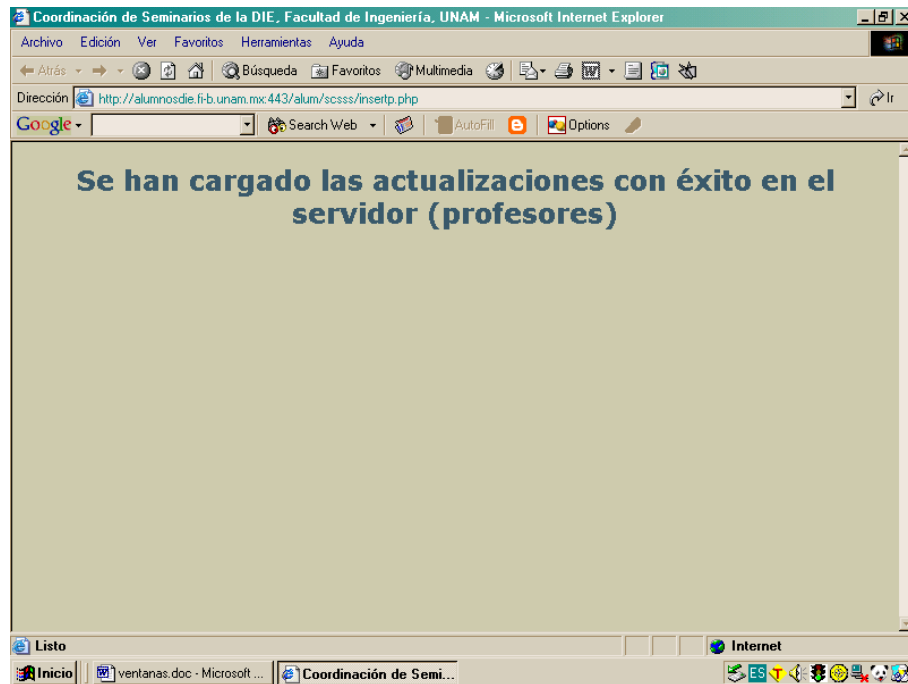 Coordinación de Seminarios de la DIE, Facultad de Ingeniería, UNAM - Microsoft Internet Explorer
Archivo Edición Ver Favoritos Herramientas Ayuda
Atrás Búsqueda Favoritos Multimedia
Dirección http://alumnosdie.fi-b.unam.mx:443/alum/scsss/insertp.php Ir
Google Search Web AutoFill Options
Se han cargado las actualizaciones con éxito en el
servidor (profesores)
Listo Internet
Inicio ventanas.doc - Microsoft ... Coordinación de Semi... ES